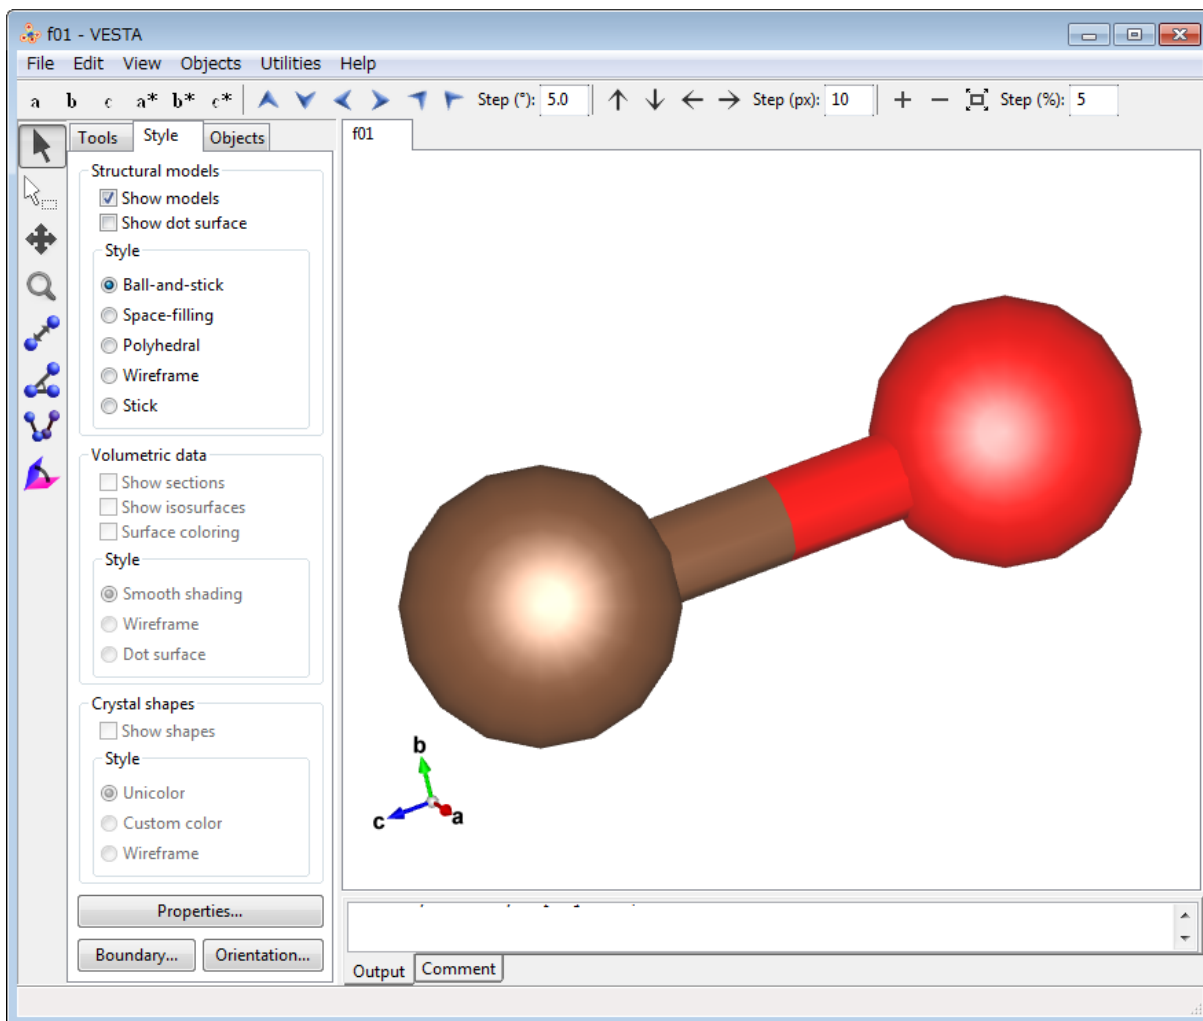 f01 - VESTA
File Edit View Objects Utilities Help
a b c a* b* c* Step (°): 5.0 Step (px): 10 Step (%): 5
Tools Style Objects
f01
Structural models
Show models
Show dot surface
Style
Ball-and-stick
Space-filling
Polyhedral
Wireframe
Stick
Volumetric data
Show sections
Show isosurfaces
Surface coloring
Style
Smooth shading
Wireframe
Dot surface
Crystal shapes
Show shapes
Style
Unicolor
Custom color
Wireframe
Properties...
Boundary... Orientation...
b
c
a
Output Comment